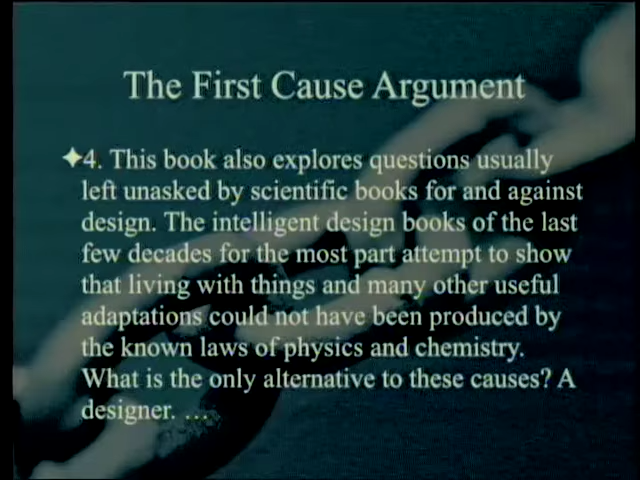 The First Cause Argument
✦4. This book also explores questions usually
left unasked by scientific books for and against
design. The intelligent design books of the last
few decades for the most part attempt to show
that living with things and many other useful
adaptations could not have been produced by
the known laws of physics and chemistry.
What is the only alternative to these causes? A
designer. …